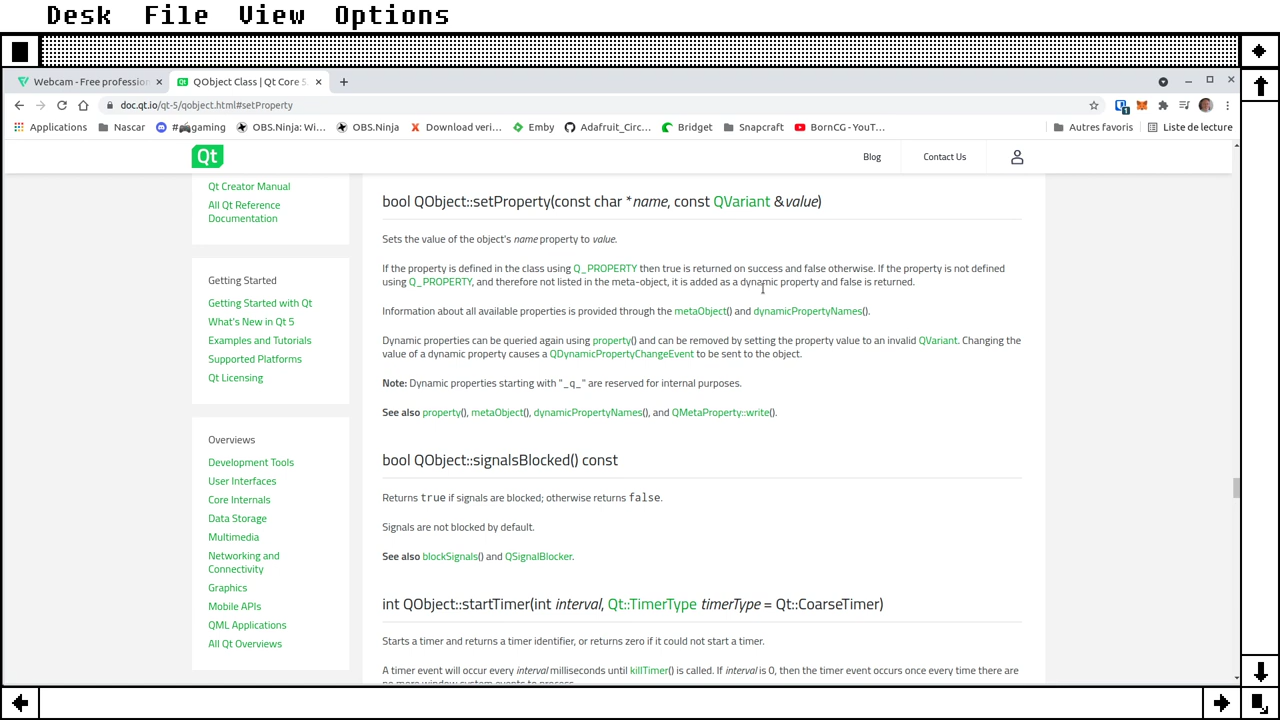 Desk File View Options
Webcam - Free professio
QObject Class | Qt Core 5
doc.qt.io/qt-5/qobject.html#setProperty
Applications Nascar #🎮gaming OBS.Ninja: Wi... OBS.Ninja Download veri... Emby Adafruit_Circ... Bridget Snapcraft BornCG - YouT... Autres favoris Liste de lecture
Qt Blog Contact Us
Qt Creator Manual
All Qt Reference
Documentation
Getting Started
Getting Started with Qt
What's New in Qt 5
Examples and Tutorials
Supported Platforms
Qt Licensing
Overviews
Development Tools
User Interfaces
Core Internals
Data Storage
Multimedia
Networking and
Connectivity
Graphics
Mobile APIs
QML Applications
All Qt Overviews
bool QObject::setProperty(const char *name, const QVariant &value)
Sets the value of the object's name property to value.
If the property is defined in the class using Q_PROPERTY then true is returned on success and false otherwise. If the property is not defined
using Q_PROPERTY, and therefore not listed in the meta-object, it is added as a dynamic property and false is returned.
Information about all available properties is provided through the metaObject() and dynamicPropertyNames().
Dynamic properties can be queried again using property() and can be removed by setting the property value to an invalid QVariant. Changing the
value of a dynamic property causes a QDynamicPropertyChangeEvent to be sent to the object.
Note: Dynamic properties starting with "_q_" are reserved for internal purposes.
See also property(), metaObject(), dynamicPropertyNames(), and QMetaProperty::write().
bool QObject::signalsBlocked() const
Returns true if signals are blocked; otherwise returns false.
Signals are not blocked by default.
See also blockSignals() and QSignalBlocker.
int QObject::startTimer(int interval, Qt::TimerType timerType = Qt::CoarseTimer)
Starts a timer and returns a timer identifier, or returns zero if it could not start a timer.
A timer event will occur every interval milliseconds until killTimer() is called. If interval is 0, then the timer event occurs once every time there are
no more window system events to process.